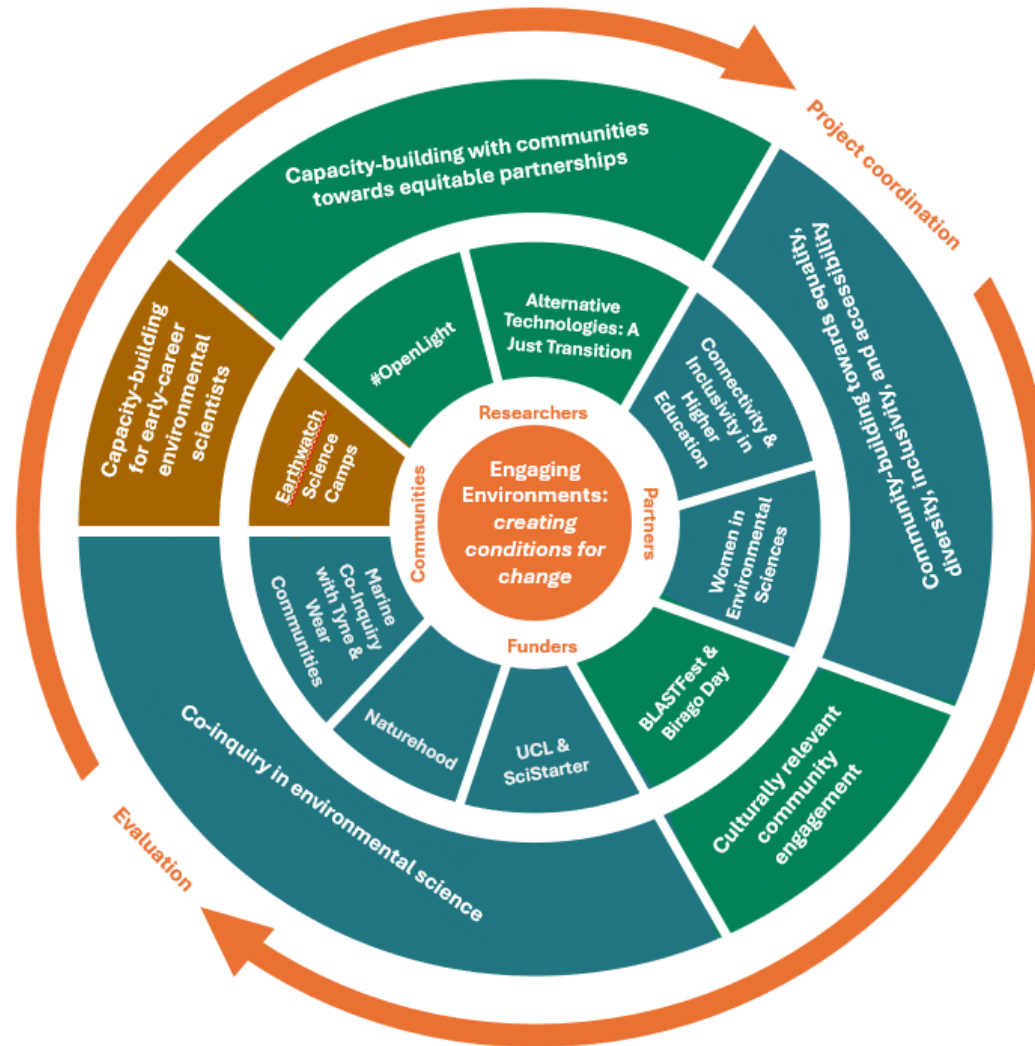 Project coordination
Capacity-building with communities
towards equitable partnerships
Community-building towards equality,
diversity, inclusivity, and accessibility
Culturally relevant
community
engagement
Co-inquiry in environmental science
Capacity-building
for early-career
environmental
scientists
#OpenLight
Alternative
Technologies: A
Just Transition
Connectivity &
Inclusivity in
Higher
Education
Women in
Environmental
Sciences
BLASTFest &
Birago Day
UCL &
SciStarter
Naturehood
Marine
Co-Inquiry
with Tyne &
Wear
Communities
Earthwatch
Science
Camps
Researchers
Partners
Funders
Communities
Engaging
Environments:
creating
conditions for
change
Evaluation